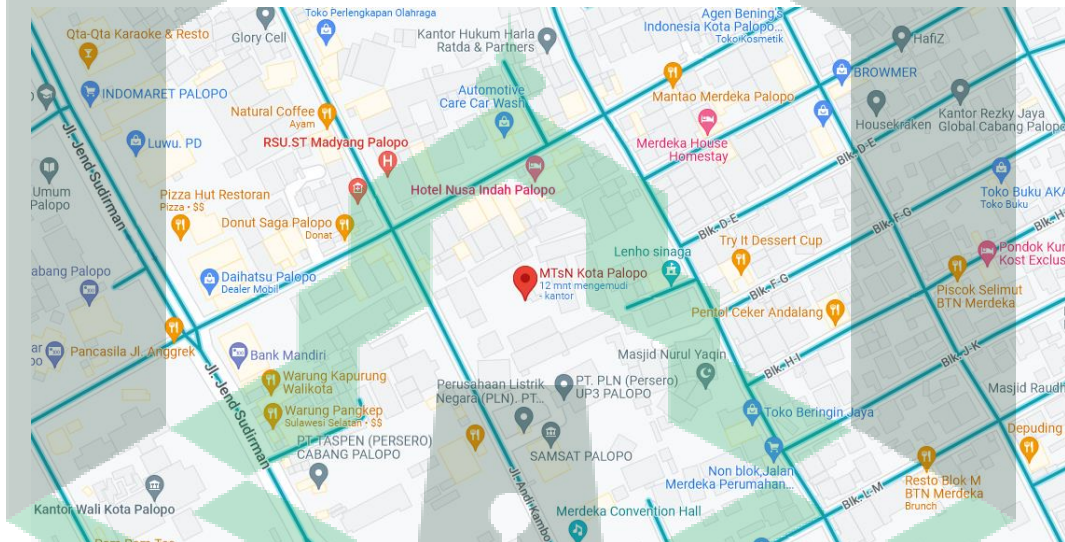 Toko Perlengkapan Olahraga
Qta-Qta Karaoke & Resto
Glory Cell
Kantor Hukum Harla
Ratda & Partners
Agen Bening's
Indonesia Kota Palopo...
Toko Kosmetik
HafiZ
BROWMER
INDOMARET PALOPO
Automotive
Care Car Wash
Mantao Merdeka Palopo
Natural Coffee
Ayam
Housekraken
Kantor Rezky Jaya
Global Cabang Palopo
Jl. Jend Sudirman
Luwu. PD
RSU.ST Madyang Palopo
Merdeka House
Homestay
Blk. D-E
Umum
Palopo
Pizza Hut Restoran
Pizza • $$
Hotel Nusa Indah Palopo
Toko Buku AKA
Toko Buku
Donut Saga Palopo
Donat
Blk. F-G
Blk. H-
Blk. D-E
Try It Dessert Cup
Lenho sinaga
Pondok Kur
Kost Exclus
abang Palopo
Daihatsu Palopo
Dealer Mobil
MTsN Kota Palopo
12 mnt mengemudi
- kantor
Blk. F-G
Piscok Selimut
BTN Merdeka
Pentol Ceker Andalang
Pancasila Jl. Anggrek
Bank Mandiri
Masjid Nurul Yaqin
Blk. H-I
Blk. J-K
Warung Kapurung
Walikota
Perusahaan Listrik
Negara (PLN). PT...
PT. PLN (Persero)
UP3 PALOPO
Masjid Raudh
Warung Pangkep
Sulawesi Selatan • $$
Toko Beringin Jaya
Jl. Jend Sudirman
PT TASPEN (PERSERO)
CABANG PALOPO
SAMSAT PALOPO
Depuding
Non blok,Jalan
Merdeka Perumahan...
Resto Blok M
BTN Merdeka
Brunch
Jl. Andi Kambo
Blk. L-M
Kantor Wali Kota Palopo
Merdeka Convention Hall